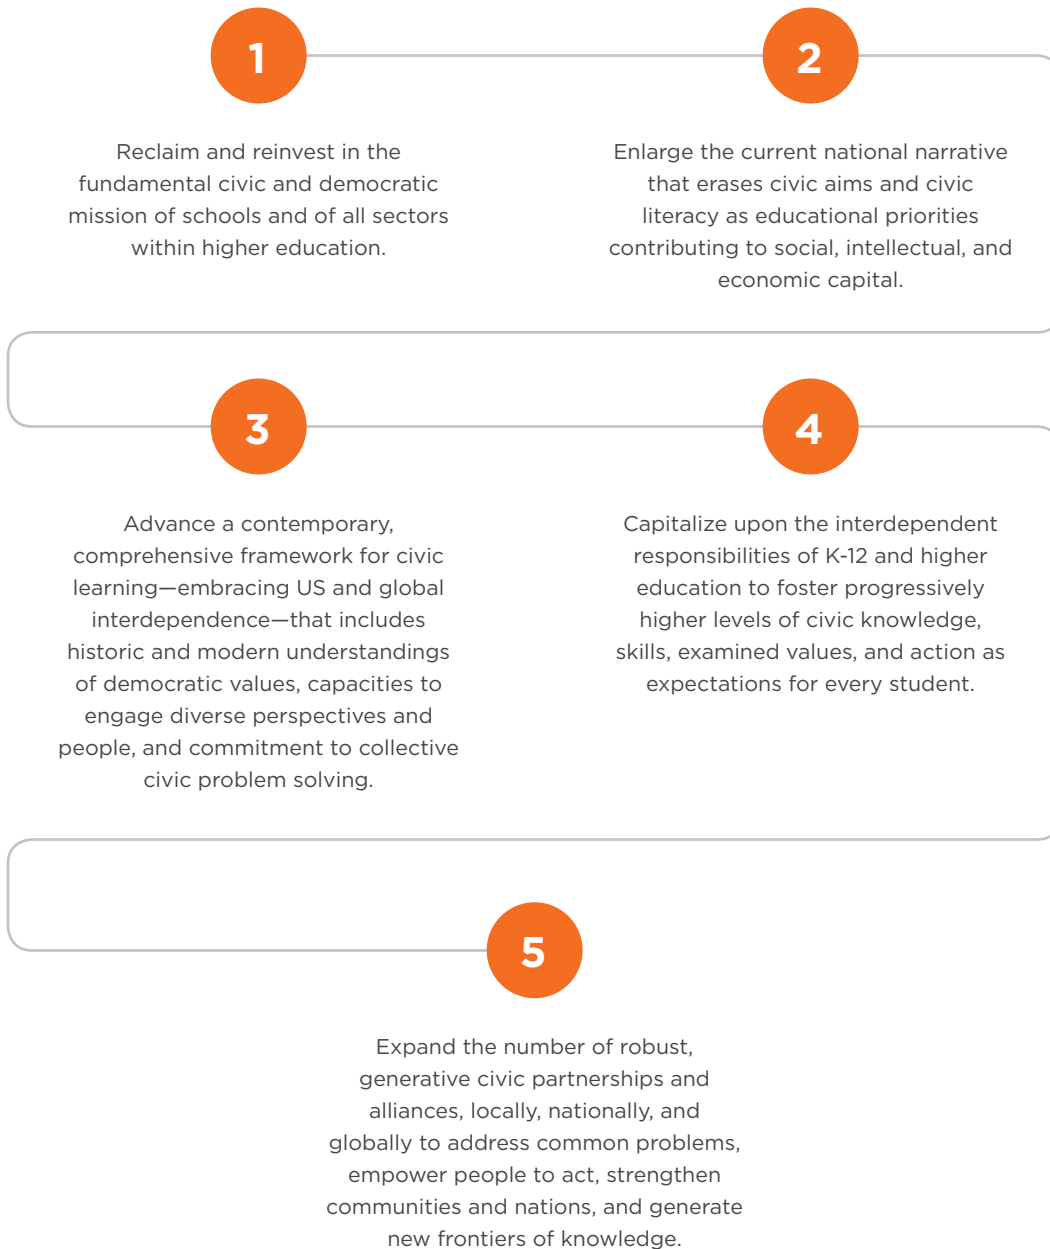 1
Reclaim and reinvest in the
fundamental civic and democratic
mission of schools and of all sectors
within higher education.
2
Enlarge the current national narrative
that erases civic aims and civic
literacy as educational priorities
contributing to social, intellectual, and
economic capital.
3
Advance a contemporary,
comprehensive framework for civic
learning—embracing US and global
interdependence—that includes
historic and modern understandings
of democratic values, capacities to
engage diverse perspectives and
people, and commitment to collective
civic problem solving.
4
Capitalize upon the interdependent
responsibilities of K-12 and higher
education to foster progressively
higher levels of civic knowledge,
skills, examined values, and action as
expectations for every student.
5
Expand the number of robust,
generative civic partnerships and
alliances, locally, nationally, and
globally to address common problems,
empower people to act, strengthen
communities and nations, and generate
new frontiers of knowledge.